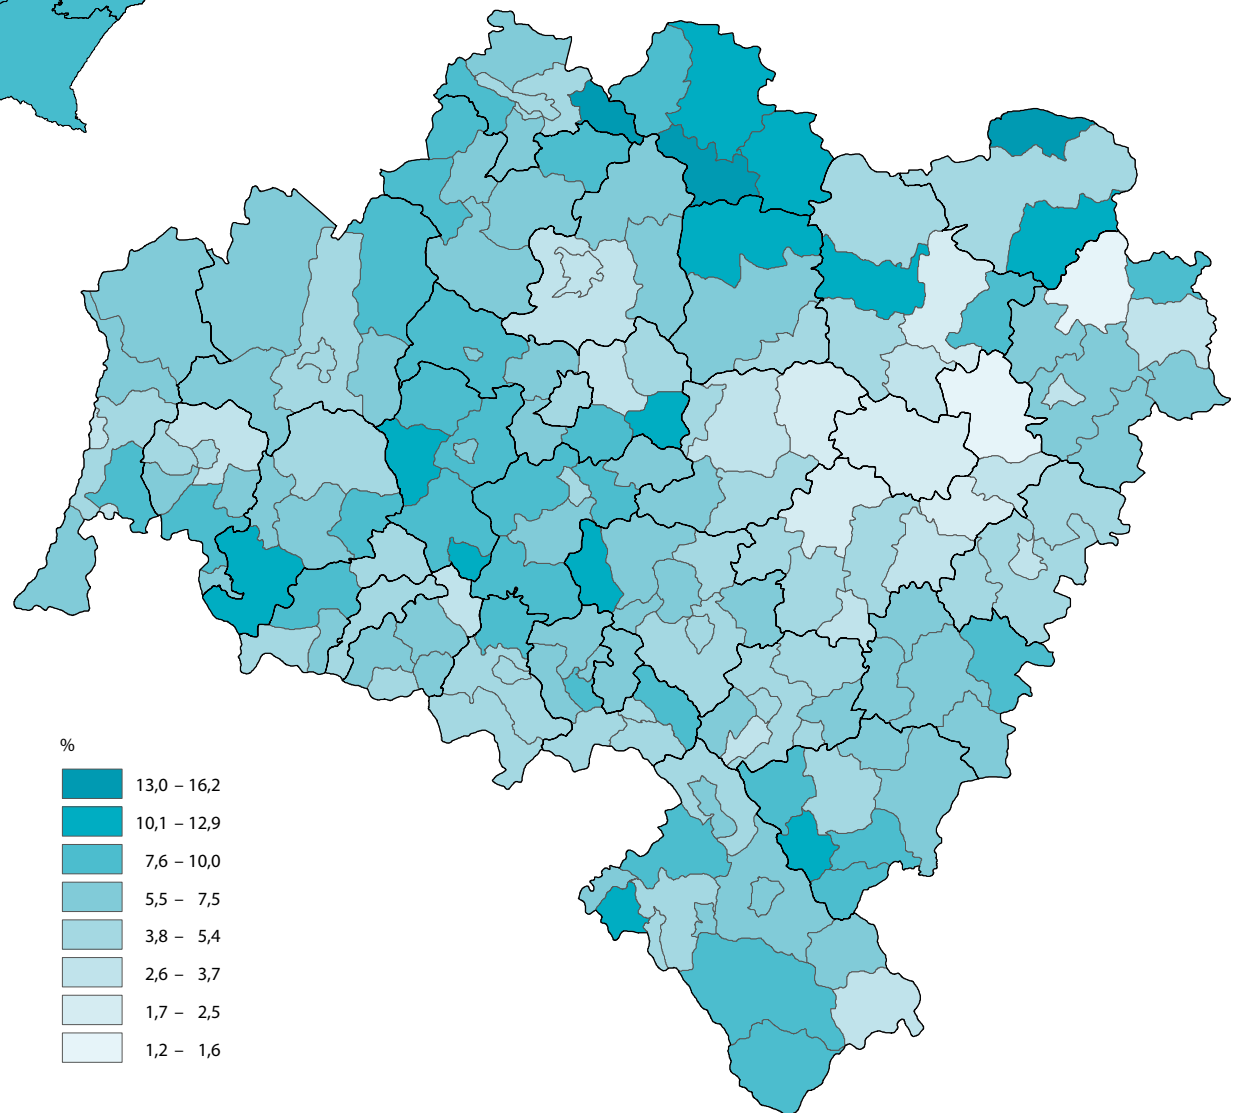 %
13,0 – 16,2
10,1 – 12,9
7,6 – 10,0
5,5 – 7,5
3,8 – 5,4
2,6 – 3,7
1,7 – 2,5
1,2 – 1,6